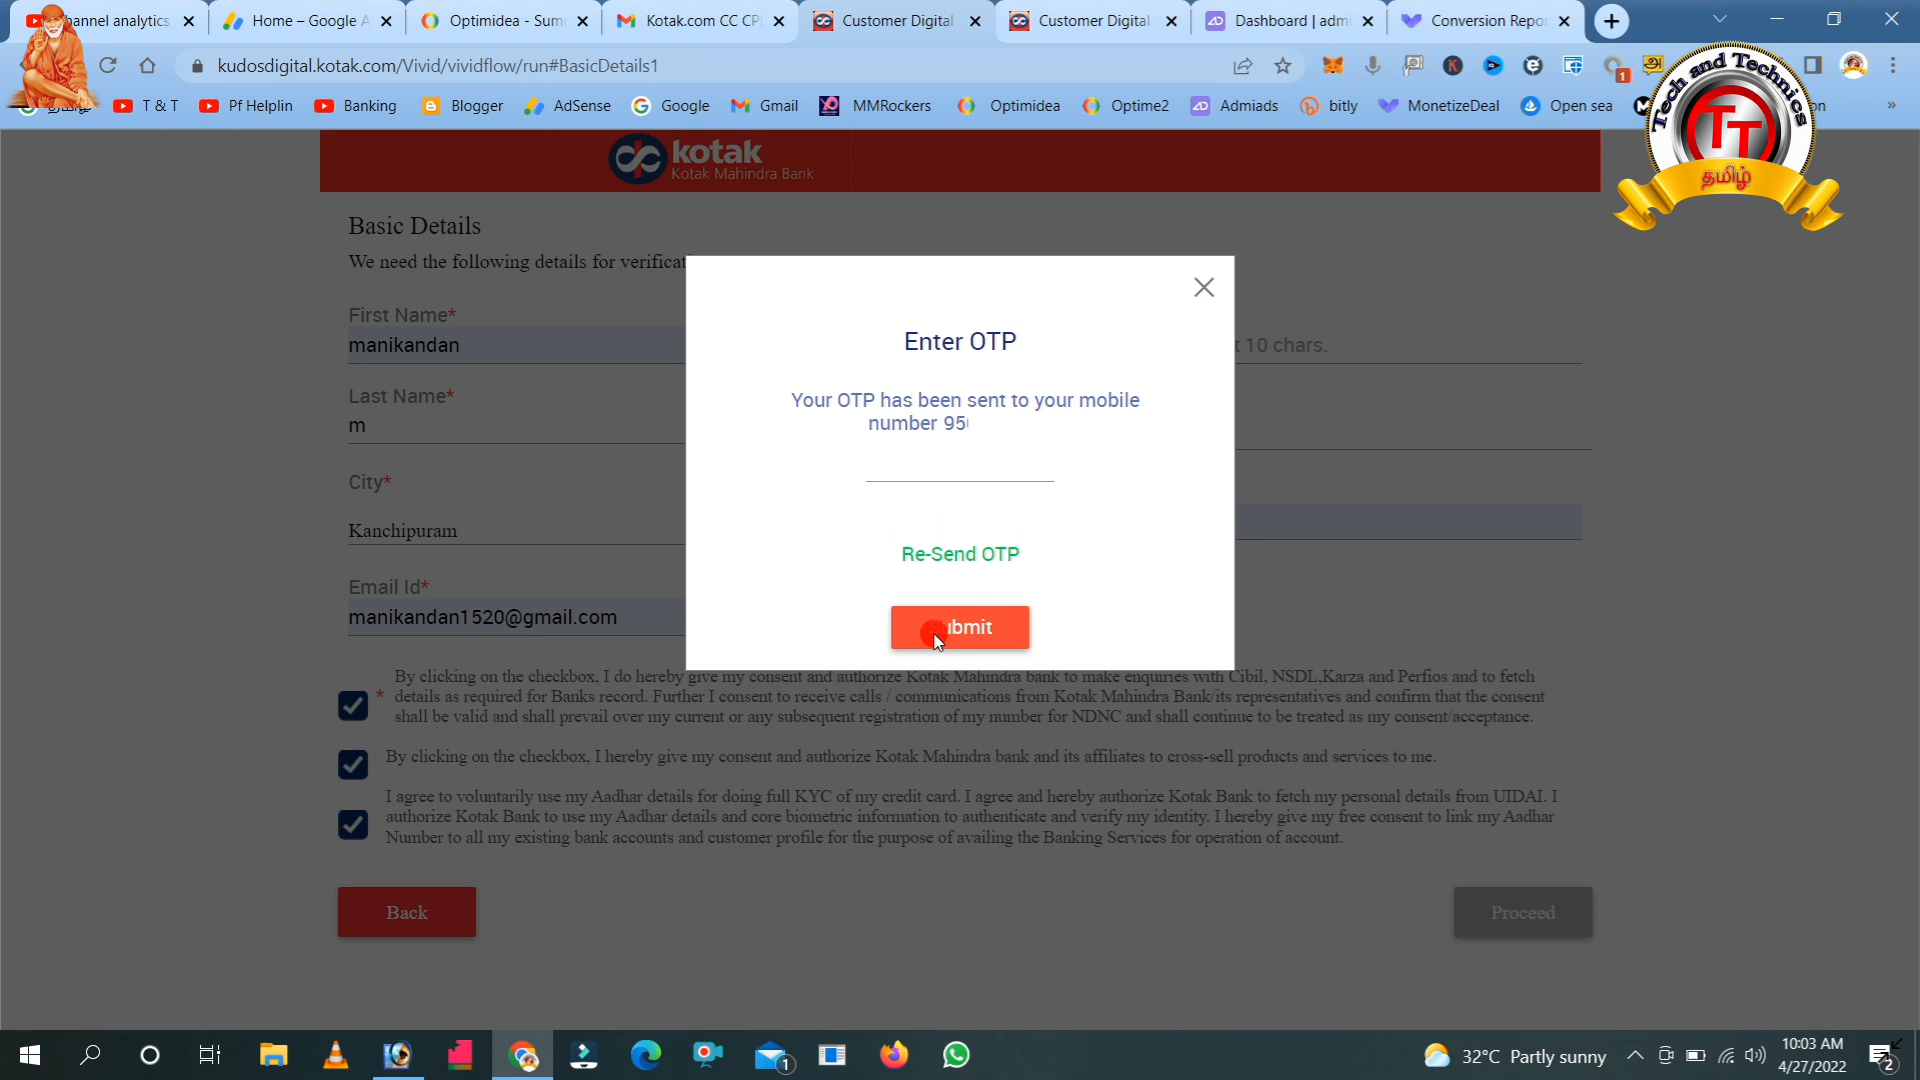 Channel analytics
Home – Google A
Optimidea - Sum
Kotak.com CC CPL
Customer Digital
Customer Digital
Dashboard | admi
Conversion Repo
kudosdigital.kotak.com/Vivid/vividflow/run#BasicDetails1
T & T
Pf Helplin
Banking
Blogger
AdSense
Google
Gmail
MMRockers
Optimidea
Optime2
Admiads
bitly
MonetizeDeal
Open sea
Tech and Technics
TT
தமிழ்
kotak
Kotak Mahindra Bank
Basic Details
We need the following details for verificat
First Name*
manikandan
t 10 chars.
Last Name*
m
City*
Kanchipuram
Email Id*
manikandan1520@gmail.com
Enter OTP
Your OTP has been sent to your mobile
number 95
Re-Send OTP
ubmit
* By clicking on the checkbox, I do hereby give my consent and authorize Kotak Mahindra bank to make enquiries with Cibil, NSDL,Karza and Perfios and to fetch
details as required for Banks record. Further I consent to receive calls / communications from Kotak Mahindra Bank/its representatives and confirm that the consent
shall be valid and shall prevail over my current or any subsequent registration of my number for NDNC and shall continue to be treated as my consent/acceptance.
By clicking on the checkbox, I hereby give my consent and authorize Kotak Mahindra bank and its affiliates to cross-sell products and services to me.
I agree to voluntarily use my Aadhar details for doing full KYC of my credit card. I agree and hereby authorize Kotak Bank to fetch my personal details from UIDAI. I
authorize Kotak Bank to use my Aadhar details and core biometric information to authenticate and verify my identity. I hereby give my free consent to link my Aadhar
Number to all my existing bank accounts and customer profile for the purpose of availing the Banking Services for operation of account.
Back
Proceed
32°C Partly sunny
10:03 AM
4/27/2022